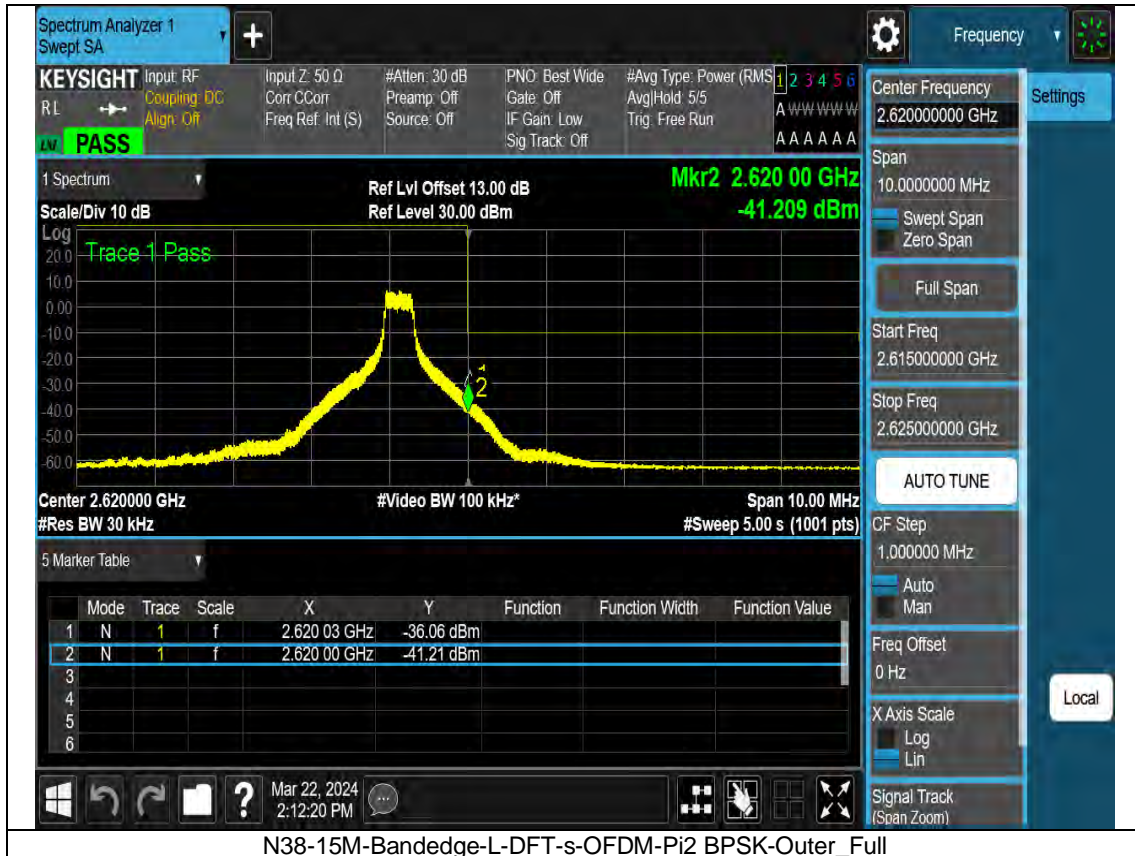 Spectrum Analyzer 1
Swept SA
+
Frequency
KEYSIGHT
Input: RF
Input Z: 50 Ω
#Atten: 30 dB
PNO: Best Wide
#Avg Type: Power (RMS
1 2 3 4 5 6
R L
Coupling: DC
Corr CCorr
Preamp: Off
Gate: Off
Avg|Hold: 5/5
A W W W W W
Align: Off
Freq Ref: Int (S)
Source: Off
IF Gain: Low
Trig: Free Run
PASS
Sig Track: Off
A A A A A A
Center Frequency
2.620000000 GHz
Settings
Span
10.0000000 MHz
Swept Span
Zero Span
Full Span
Start Freq
2.615000000 GHz
Stop Freq
2.625000000 GHz
AUTO TUNE
CF Step
1.000000 MHz
Auto
Man
Freq Offset
0 Hz
X Axis Scale
Log
Lin
Local
Signal Track
(Span Zoom)
1 Spectrum
Ref Lvl Offset 13.00 dB
Mkr2 2.620 00 GHz
Scale/Div 10 dB
Ref Level 30.00 dBm
-41.209 dBm
Log
Trace 1 Pass
20.0
10.0
0.00
-10.0
-20.0
-30.0
-40.0
-50.0
-60.0
1
2
Center 2.620000 GHz
#Video BW 100 kHz*
Span 10.00 MHz
#Res BW 30 kHz
#Sweep 5.00 s (1001 pts)
5 Marker Table
Mode Trace Scale X Y Function Function Width Function Value
1 N 1 f 2.620 03 GHz -36.06 dBm
2 N 1 f 2.620 00 GHz -41.21 dBm
3
4
5
6
?
Mar 22, 2024
2:12:20 PM
N38-15M-Bandedge-L-DFT-s-OFDM-Pi2 BPSK-Outer_Full